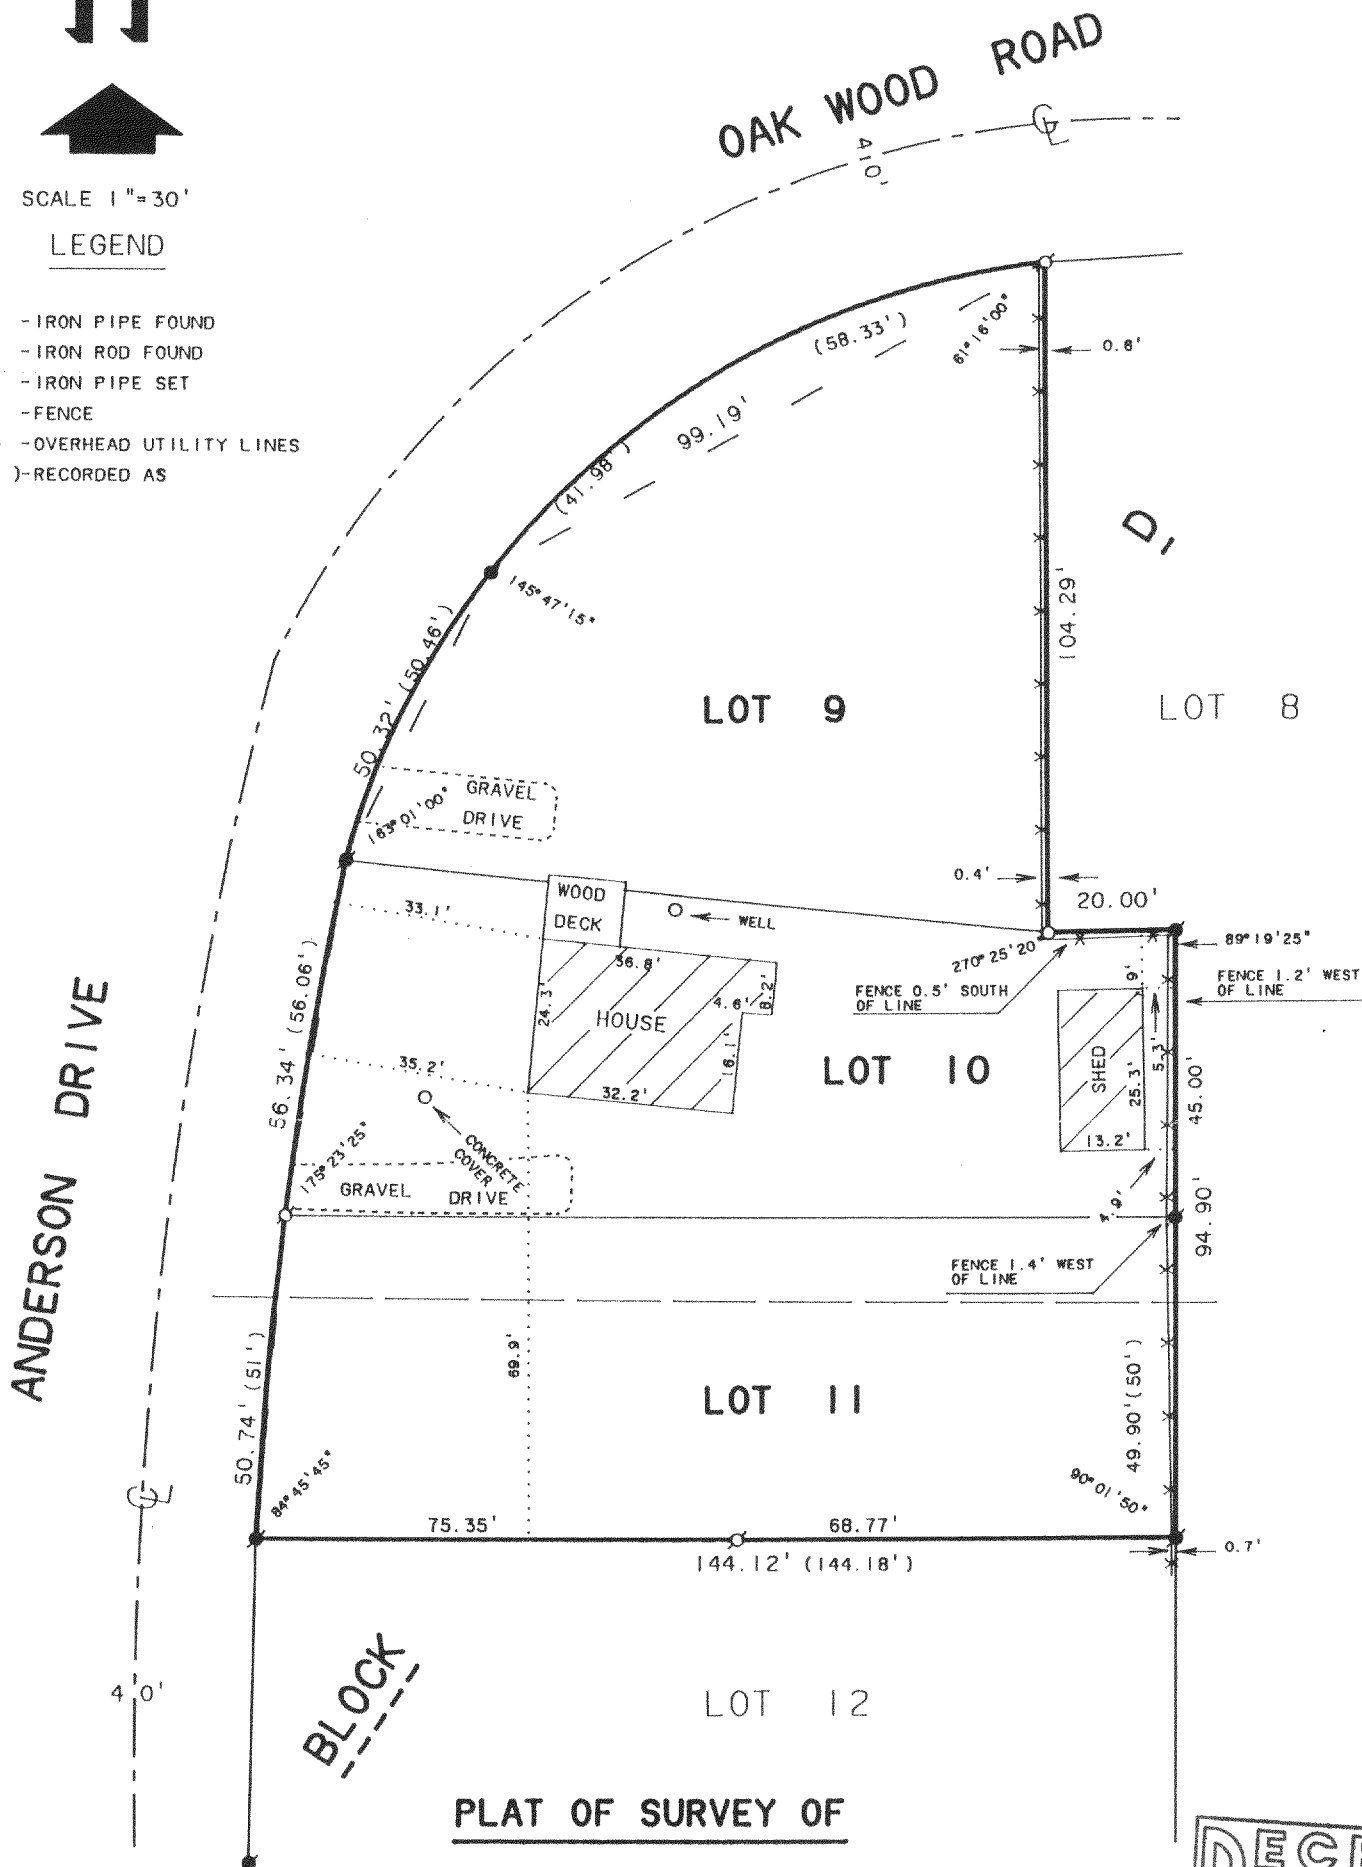 OAK WOOD ROAD
40'
SCALE 1"=30'
LEGEND
-IRON PIPE FOUND
-IRON ROD FOUND
-IRON PIPE SET
-FENCE
-OVERHEAD UTILITY LINES
)-RECORDED AS
(58.33')
61°16'00"
0.6'
99.19'
(41.98')
D1
145°47'15"
104.29'
50.32' (50.46')
LOT 9
LOT 8
GRAVEL
DRIVE
163°01'00"
0.4'
20.00'
WOOD
DECK
WELL
33.1'
89°19'25"
270°25'20
36.8'
FENCE 1.2' WEST
OF LINE
FENCE 0.5' SOUTH
OF LINE
24.3'
4.6'
8.2'
HOUSE
16.1'
56.34' (56.06')
35.2'
32.2'
LOT 10
SHED
25.3'
5.3'
13.2'
45.00'
ANDERSON DRIVE
CONCRETE
COVER
175°23'25"
GRAVEL DRIVE
94.90'
FENCE 1.4' WEST
OF LINE
69.9'
50.74' (51')
LOT 11
49.90' (50')
84°45'45"
90°01'50"
75.35'
68.77'
144.12' (144.18')
0.7'
40'
BLOCK
LOT 12
PLAT OF SURVEY OF